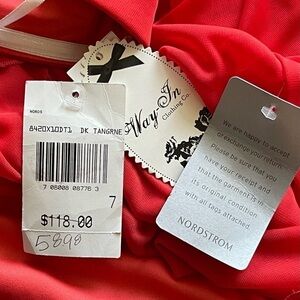 NORDS
8420X10DT1 DK TANGRNE
7 08008 08776 3
7
$118.00
5898
Way In
Clothing Co.
We are happy to accept
or exchange your return.
Please be sure that you
have your receipt and
that the garment is in
its original condition
with all tags attached.
NORDSTROM